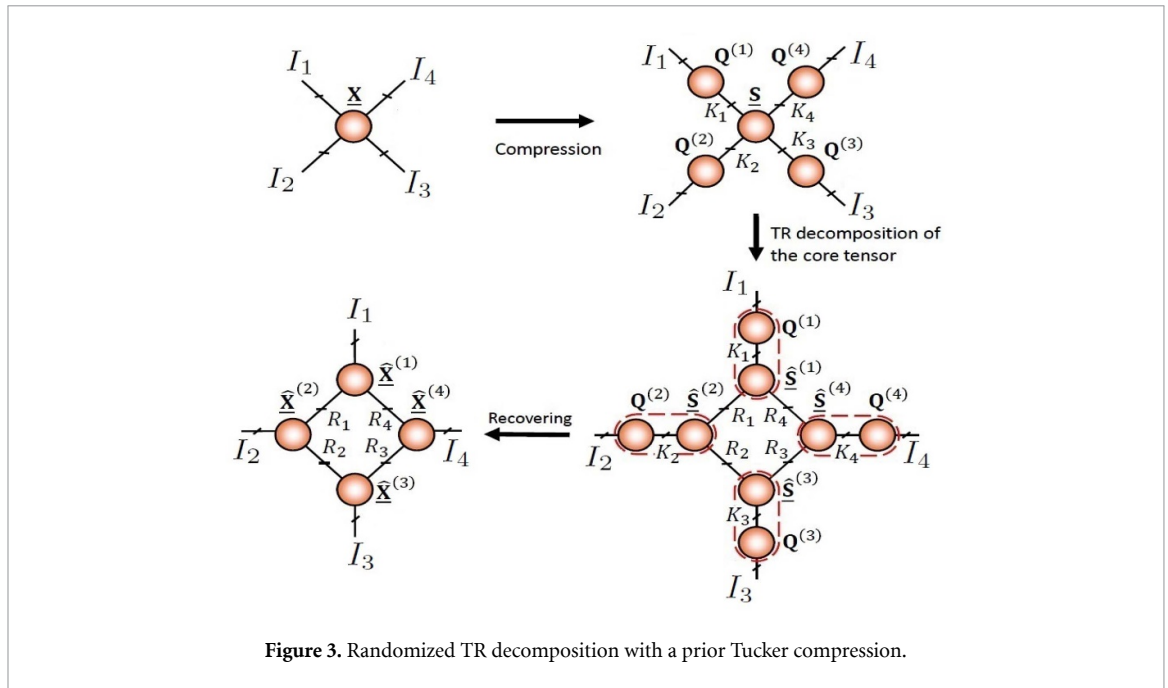 I₁
I₄
X
I₂
I₃
Compression
Q⁽¹⁾
Q⁽⁴⁾
I₁
I₄
S
K₁
K₄
Q⁽²⁾
K₂
K₃
Q⁽³⁾
I₂
I₃
TR decomposition of
the core tensor
I₁
Q⁽¹⁾
K₁
Ŝ⁽¹⁾
Q⁽²⁾
Ŝ⁽²⁾
Ŝ⁽⁴⁾
Q⁽⁴⁾
R₁
R₄
I₂
K₂
K₄
I₄
R₂
R₃
Ŝ⁽³⁾
K₃
Q⁽³⁾
I₃
Recovering
I₁
X̂⁽¹⁾
X̂⁽²⁾
X̂⁽⁴⁾
R₁
R₄
I₂
R₂
R₃
I₄
X̂⁽³⁾
I₃
Figure 3. Randomized TR decomposition with a prior Tucker compression.